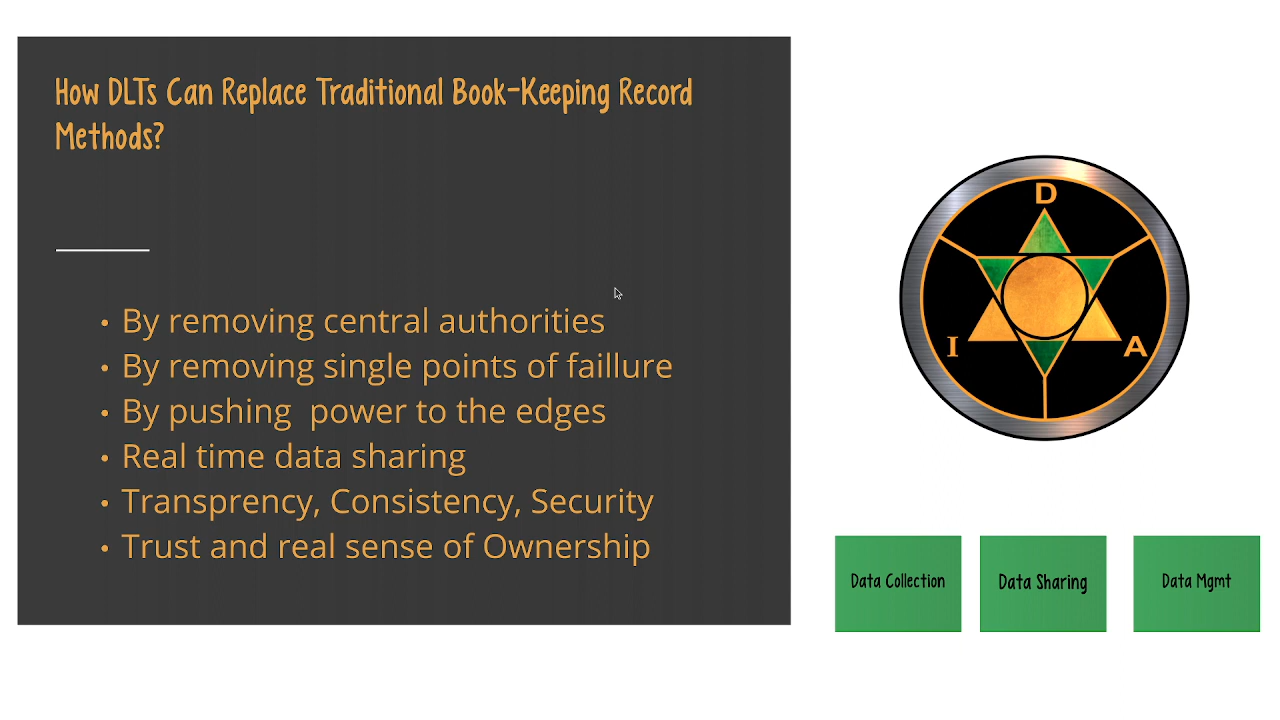 How DLTs Can Replace Traditional Book-Keeping Record
Methods?
• By removing central authorities
• By removing single points of faillure
• By pushing  power to the edges
• Real time data sharing
• Transprency, Consistency, Security
• Trust and real sense of Ownership
D
I
A
Data Collection
Data Sharing
Data Mgmt